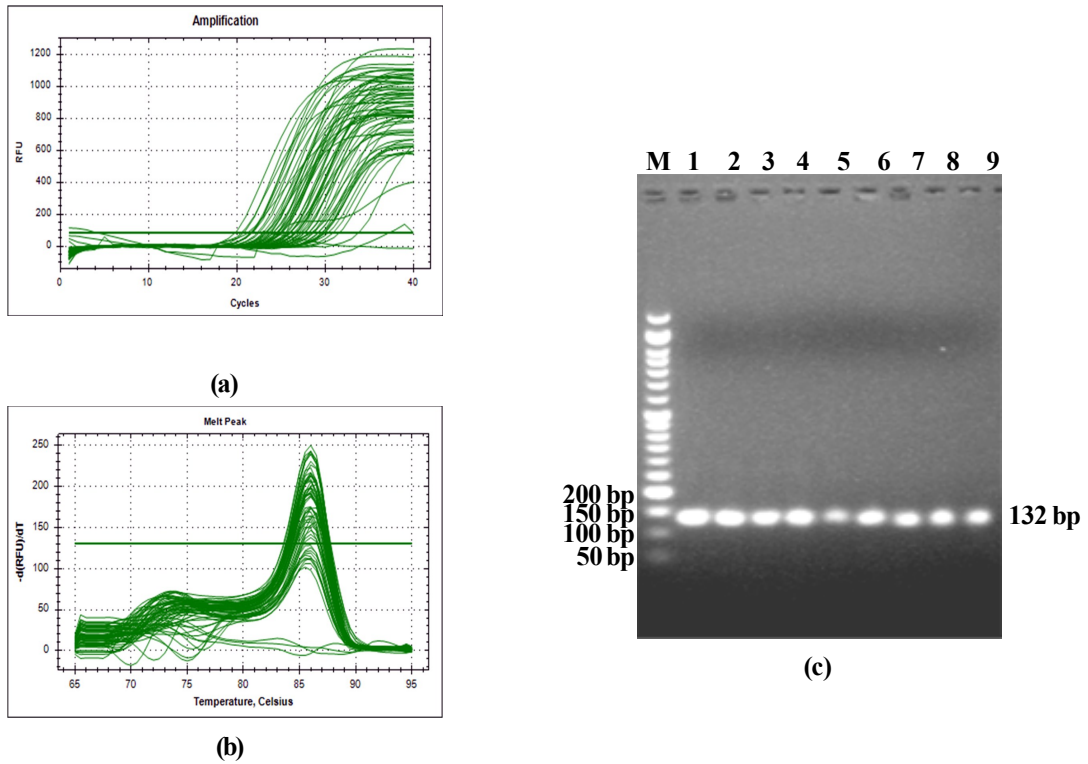 Amplification
1200
1000
800
600
400
200
0
RFU
0 10 20 30 40
Cycles
(a)
Melt Peak
250
200
150
100
50
0
-d(RFU)/dT
65 70 75 80 85 90 95
Temperature, Celsius
(b)
M 1 2 3 4 5 6 7 8 9
200 bp
150 bp
100 bp
50 bp
132 bp
(c)